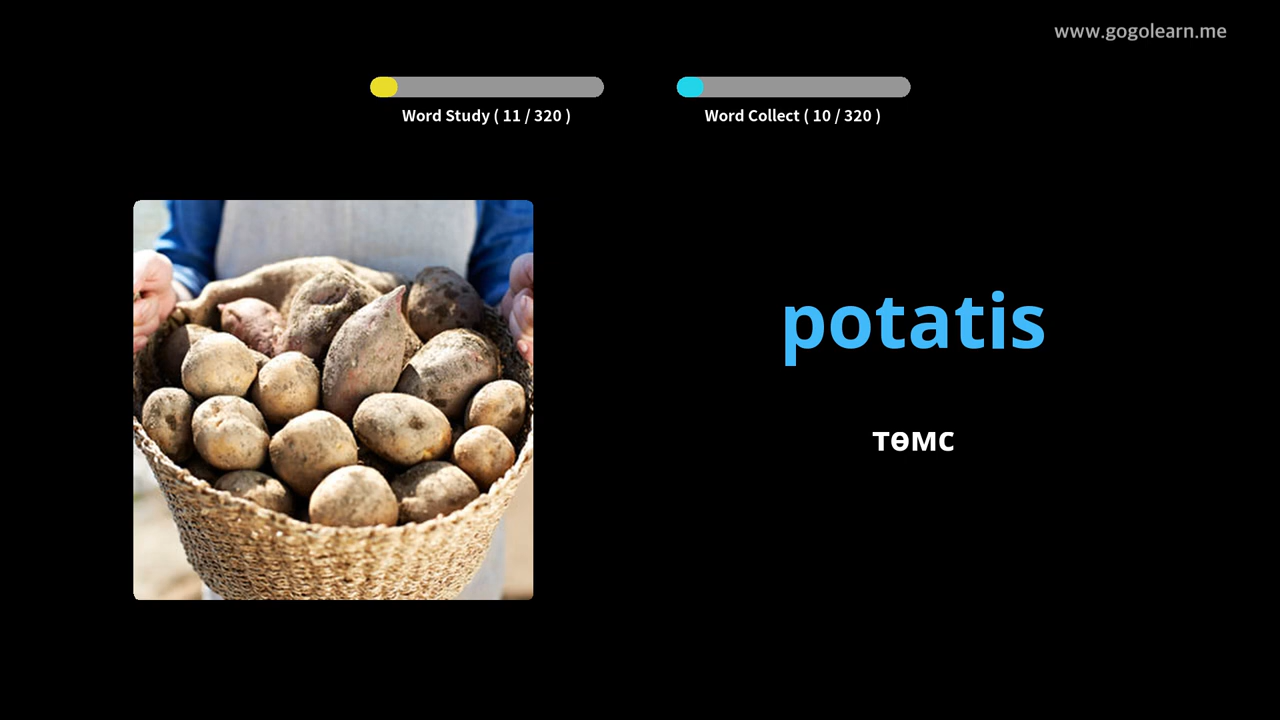 www.gogolearn.me
Word Study ( 11 / 320 )
Word Collect ( 10 / 320 )
potatis
төмс